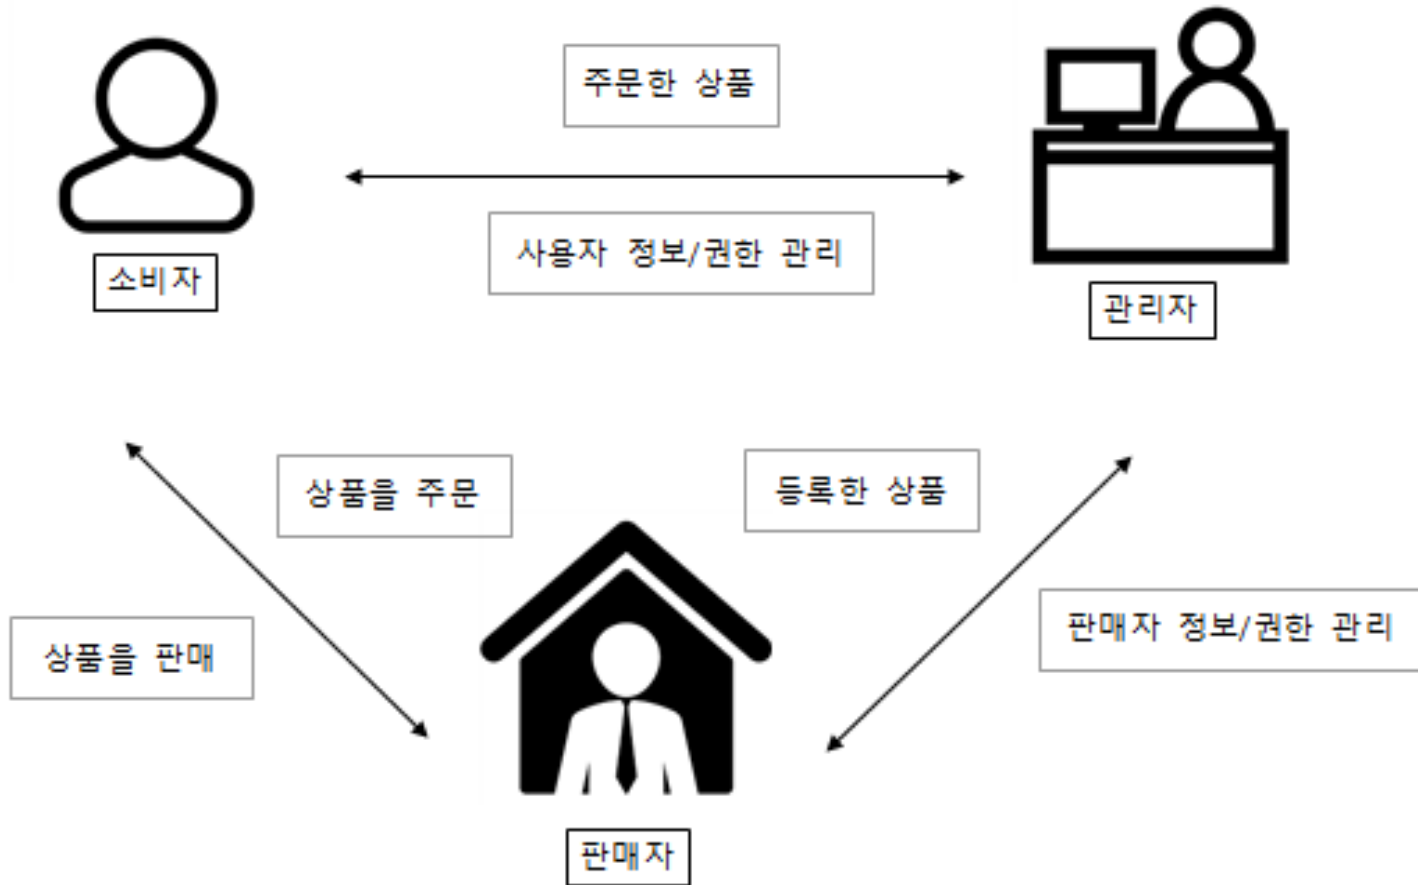 주문한 상품
사용자 정보/권한 관리
소비자
관리자
상품을 주문
등록한 상품
상품을 판매
판매자 정보/권한 관리
판매자